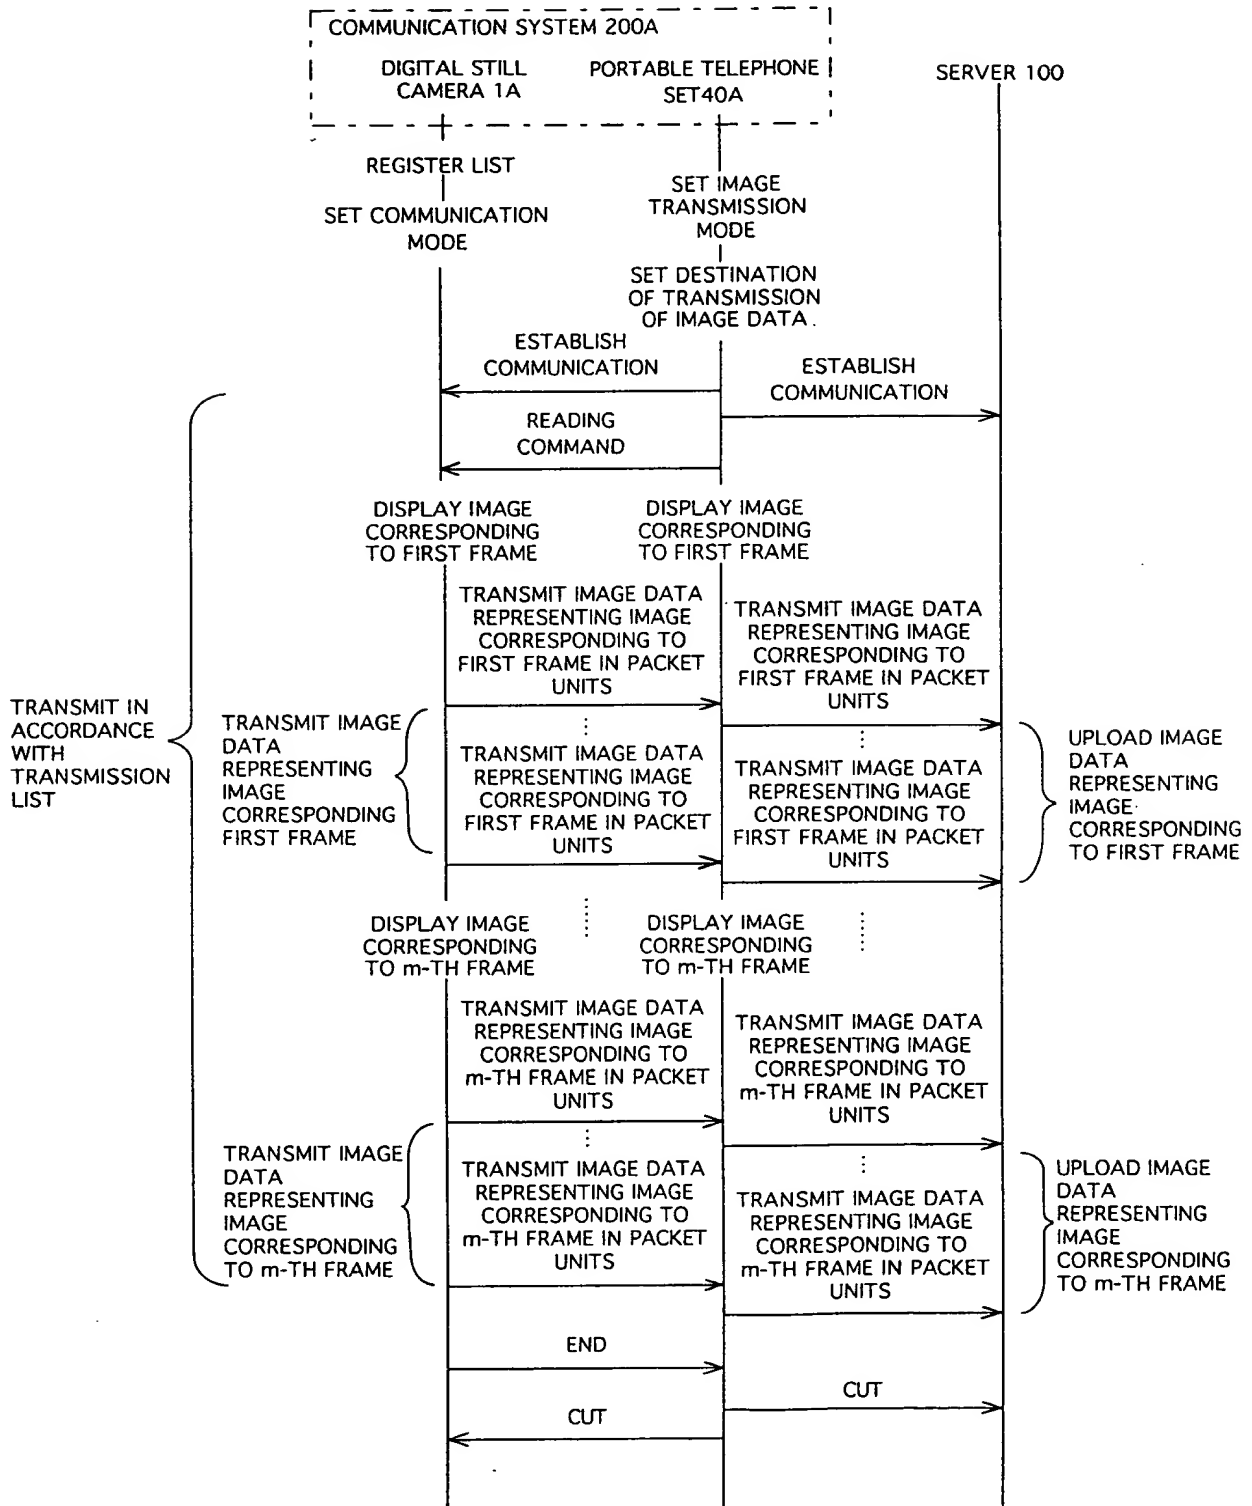 COMMUNICATION SYSTEM 200A
DIGITAL STILL
CAMERA 1A
PORTABLE TELEPHONE
SET40A
SERVER 100
REGISTER LIST
SET COMMUNICATION
MODE
SET IMAGE
TRANSMISSION
MODE
SET DESTINATION
OF TRANSMISSION
OF IMAGE DATA.
ESTABLISH
COMMUNICATION
ESTABLISH
COMMUNICATION
READING
COMMAND
DISPLAY IMAGE
CORRESPONDING
TO FIRST FRAME
DISPLAY IMAGE
CORRESPONDING
TO FIRST FRAME
TRANSMIT IMAGE DATA
REPRESENTING IMAGE
CORRESPONDING TO
FIRST FRAME IN PACKET
UNITS
TRANSMIT IMAGE DATA
REPRESENTING IMAGE
CORRESPONDING TO
FIRST FRAME IN PACKET
UNITS
TRANSMIT IN
ACCORDANCE
WITH
TRANSMISSION
LIST
TRANSMIT IMAGE
DATA
REPRESENTING
IMAGE
CORRESPONDING
FIRST FRAME
TRANSMIT IMAGE DATA
REPRESENTING IMAGE
CORRESPONDING TO
FIRST FRAME IN PACKET
UNITS
TRANSMIT IMAGE DATA
REPRESENTING IMAGE
CORRESPONDING TO
FIRST FRAME IN PACKET
UNITS
UPLOAD IMAGE
DATA
REPRESENTING
IMAGE
CORRESPONDING
TO FIRST FRAME
DISPLAY IMAGE
CORRESPONDING
TO m-TH FRAME
DISPLAY IMAGE
CORRESPONDING
TO m-TH FRAME
TRANSMIT IMAGE DATA
REPRESENTING IMAGE
CORRESPONDING TO
m-TH FRAME IN PACKET
UNITS
TRANSMIT IMAGE DATA
REPRESENTING IMAGE
CORRESPONDING TO
m-TH FRAME IN PACKET
UNITS
TRANSMIT IMAGE
DATA
REPRESENTING
IMAGE
CORRESPONDING
TO m-TH FRAME
TRANSMIT IMAGE DATA
REPRESENTING IMAGE
CORRESPONDING TO
m-TH FRAME IN PACKET
UNITS
TRANSMIT IMAGE DATA
REPRESENTING IMAGE
CORRESPONDING TO
m-TH FRAME IN PACKET
UNITS
UPLOAD IMAGE
DATA
REPRESENTING
IMAGE
CORRESPONDING
TO m-TH FRAME
END
CUT
CUT